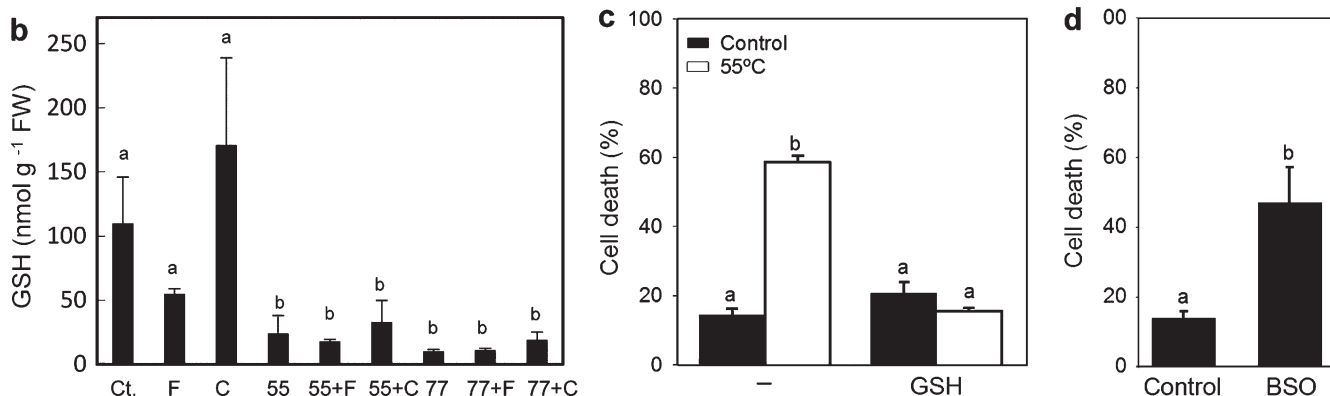 b
GSH (nmol g -1 FW)
250
200
150
100
50
0
a
a
a
b
b
b
b
b
b
Ct.
F
C
55
55+F
55+C
77
77+F
77+C
c
Cell death (%)
100
80
60
40
20
0
Control
55ºC
a
b
a
a
–
GSH
d
Cell death (%)
00
80
60
40
20
0
a
b
Control
BSO